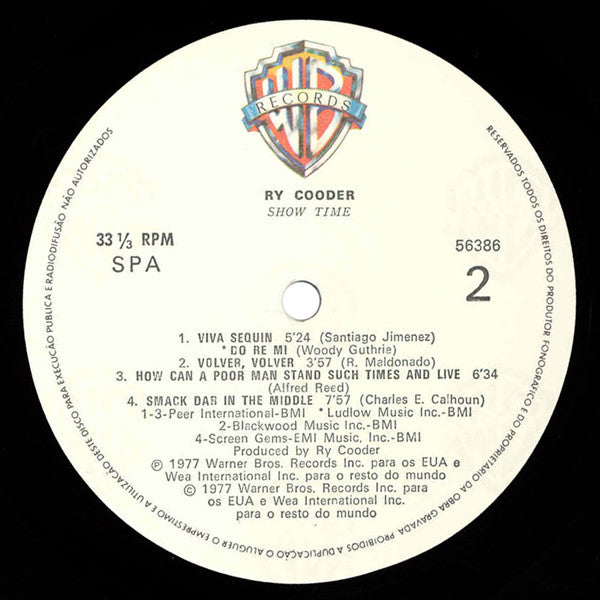 WB
RECORDS
RY COODER
SHOW TIME
33 1/3 RPM
SPA
56386
2
1. VIVA SEQUIN 5'24 (Santiago Jimenez)
* DO RE MI (Woody Guthrie)
2. VOLVER, VOLVER 3'57 (R. Maldonado)
3. HOW CAN A POOR MAN STAND SUCH TIMES AND LIVE 6'34
(Alfred Reed)
4. SMACK DAB IN THE MIDDLE 7'57 (Charles E. Calhoun)
1-3-Peer International-BMI * Ludlow Music Inc.-BMI
2-Blackwood Music Inc.-BMI
4-Screen Gems-EMI Music, Inc.-BMI
Produced by Ry Cooder
℗ 1977 Warner Bros. Records Inc. para os EUA e
Wea International Inc. para o resto do mundo
© 1977 Warner Bros. Records Inc. para
os EUA e Wea International Inc.
para o resto do mundo
RESERVADOS TODOS OS DIREITOS DO PRODUTOR FONOGRÁFICO E DO PROPRIETARIO DA OBRA GRAVADA PROIBIDOS A DUPLICAÇÃO O ALUGUER O EMPRESTIMO E A UTILIZAÇÃO DESTE DISCO PARA EXECUÇÃO PUBLICA E RADIODIFUSÃO NÃO AUTORIZADOS